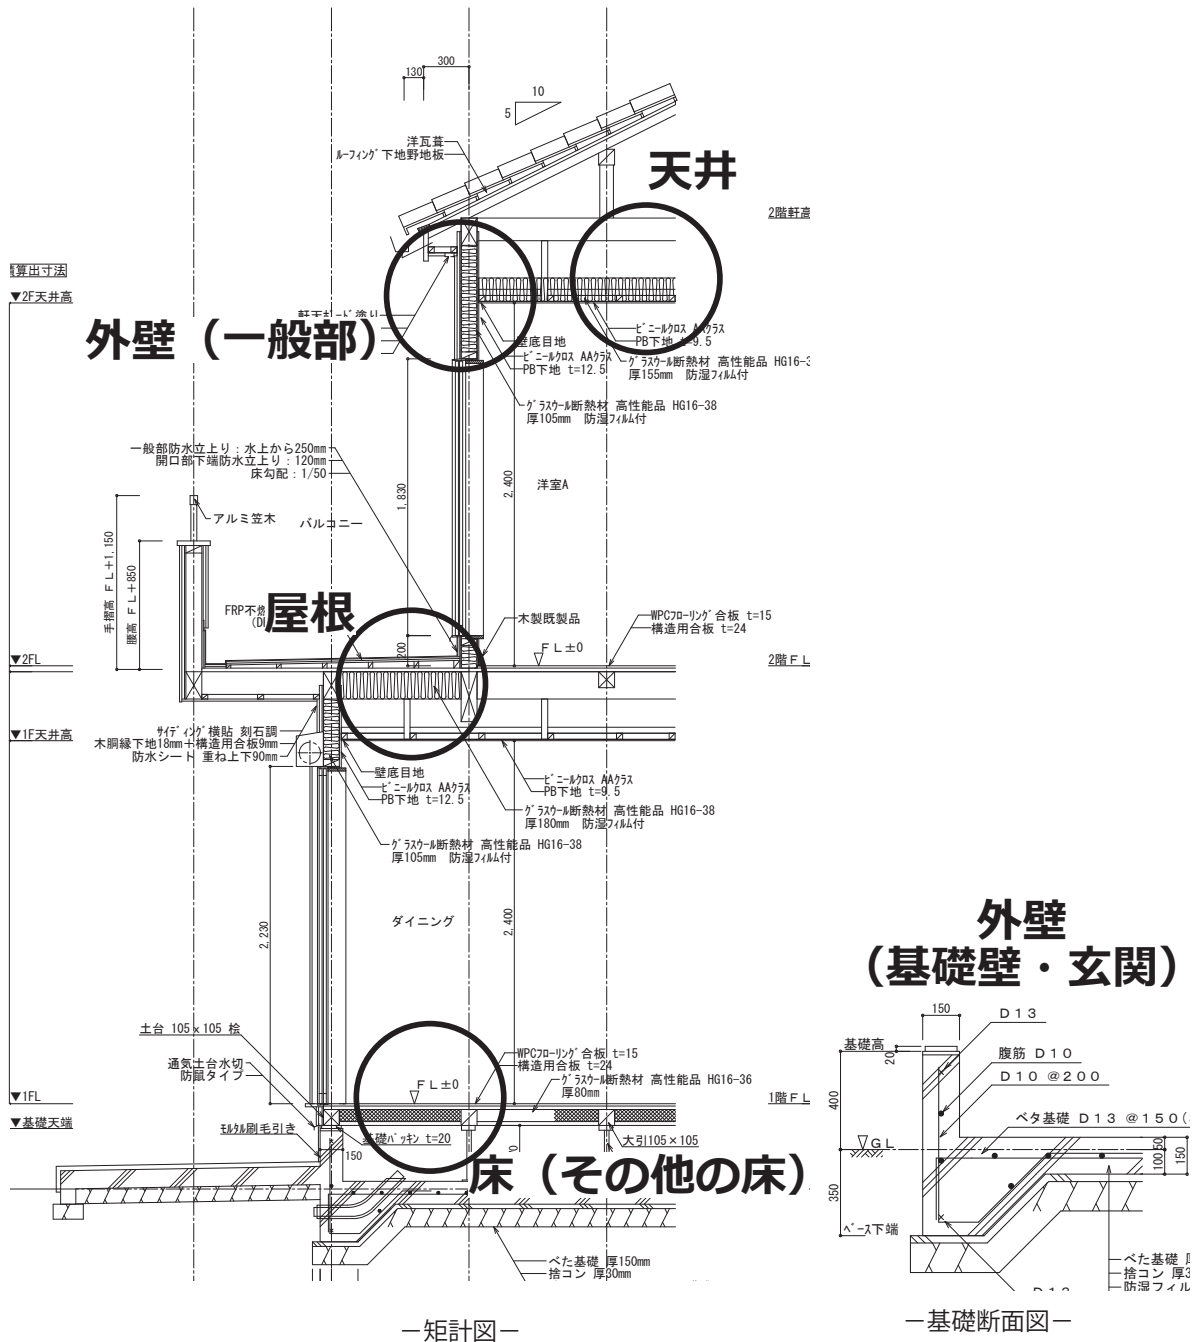 300
130
10
5
洋瓦葺
ルーフィング下地野地板
天井
2階軒高
算出寸法
▼2F天井高
外壁（一般部）
壁底目地
ビニールクロス AAクラス
PB下地 t=12.5
ビニールクロス AAクラス
PB下地 t=9.5
グラスウール断熱材 高性能品 HG16-3
厚155mm 防湿フィルム付
グラスウール断熱材 高性能品 HG16-38
厚105mm 防湿フィルム付
一般部防水立上り：水上から250mm
開口部下端防水立上り：120mm
床勾配：1/50
1,830
2,400
洋室A
アルミ笠木
バルコニー
手摺高 ＦＬ+1,150
腰高 ＦＬ+850
FRP不燃
屋根
木製既製品
WPCフローリング合板 t=15
構造用合板 t=24
200
ＦＬ±0
▼2FL
2階ＦＬ
▼1F天井高
サイディング横貼 刻石調
木胴縁下地18mm+構造用合板9mm
防水シート 重ね上下90mm
壁底目地
ビニールクロス AAクラス
PB下地 t=12.5
ビニールクロス AAクラス
PB下地 t=9.5
グラスウール断熱材 高性能品 HG16-38
厚180mm 防湿フィルム付
グラスウール断熱材 高性能品 HG16-38
厚105mm 防湿フィルム付
2,230
2,400
ダイニング
土台 105×105 桧
通気土台水切
防鼠タイプ
WPCフローリング合板 t=15
構造用合板 t=24
グラスウール断熱材 高性能品 HG16-36
厚80mm
ＦＬ±0
▼1FL
1階ＦＬ
▼基礎天端
モルタル刷毛引き
基礎パッキン t=20
大引105×105
150
床（その他の床）
べた基礎 厚150mm
捨コン 厚30mm
－矩計図－
外壁
（基礎壁・玄関）
150
Ｄ１３
基礎高
20
腹筋 Ｄ１０
Ｄ１０＠２００
400
ベタ基礎 Ｄ１３ ＠１５０(
▽ＧＬ
50
100
150
350
ベース下端
べた基礎 厚
捨コン 厚3
防湿フィル
－基礎断面図－